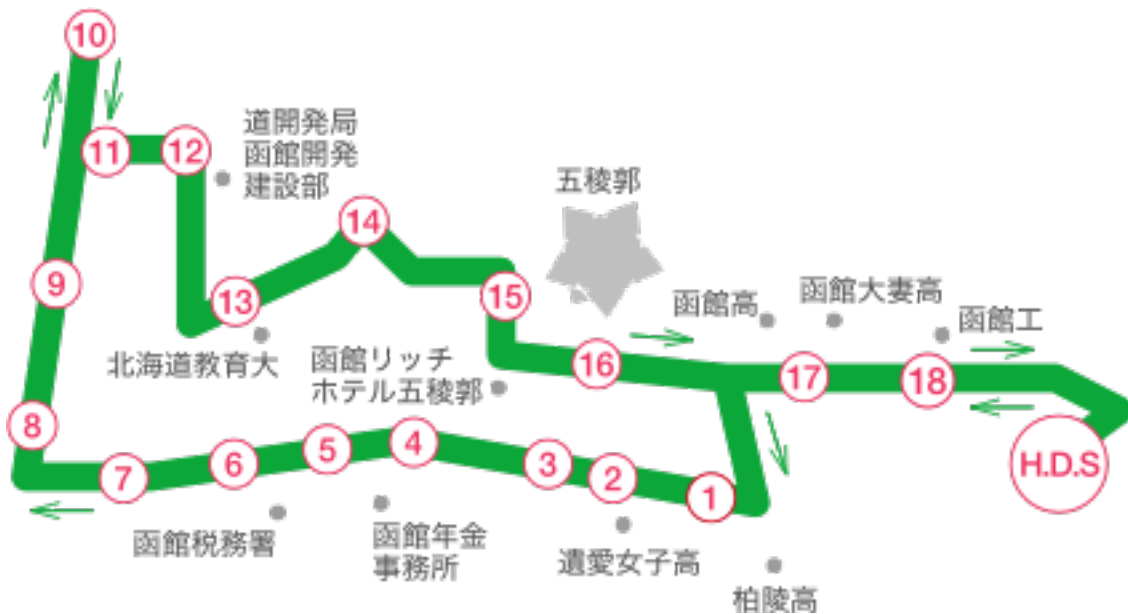 10
11
12
道開発局
函館開発
建設部
五稜郭
14
9
13
15
函館高
函館大妻高
函館工
北海道教育大
函館リッチ
ホテル五稜郭
16
17
18
8
7
6
5
4
3
2
1
H.D.S
函館税務署
函館年金
事務所
遺愛女子高
柏陵高